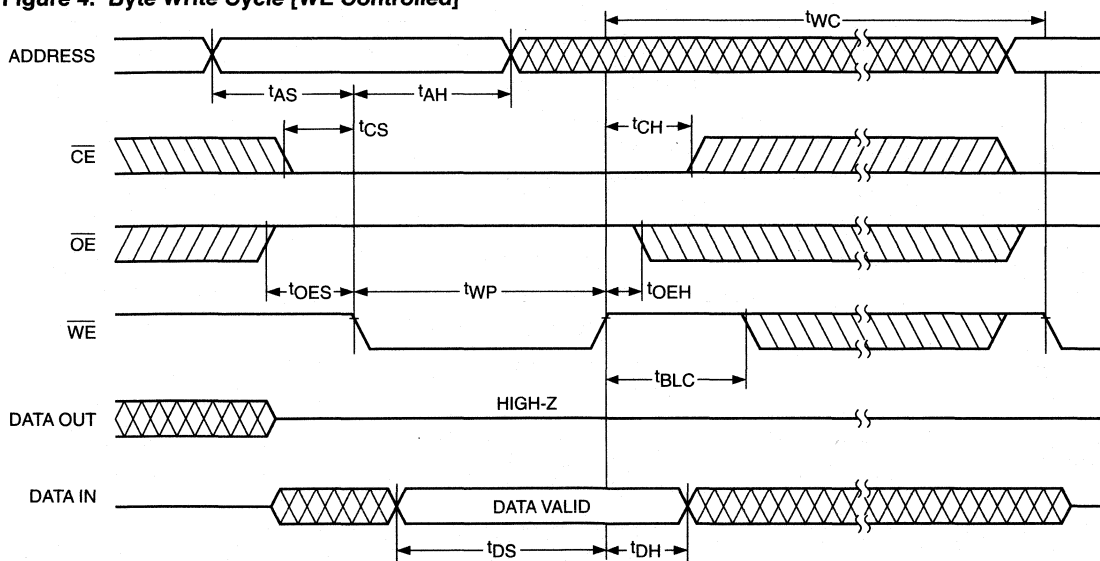 Figure 4. Byte Write Cycle [WE Controlled]
tWC
ADDRESS
tAS
tAH
tCS
tCH
CE
OE
tOES
tWP
tOEH
WE
tBLC
HIGH-Z
DATA OUT
DATA IN
DATA VALID
tDS
tDH